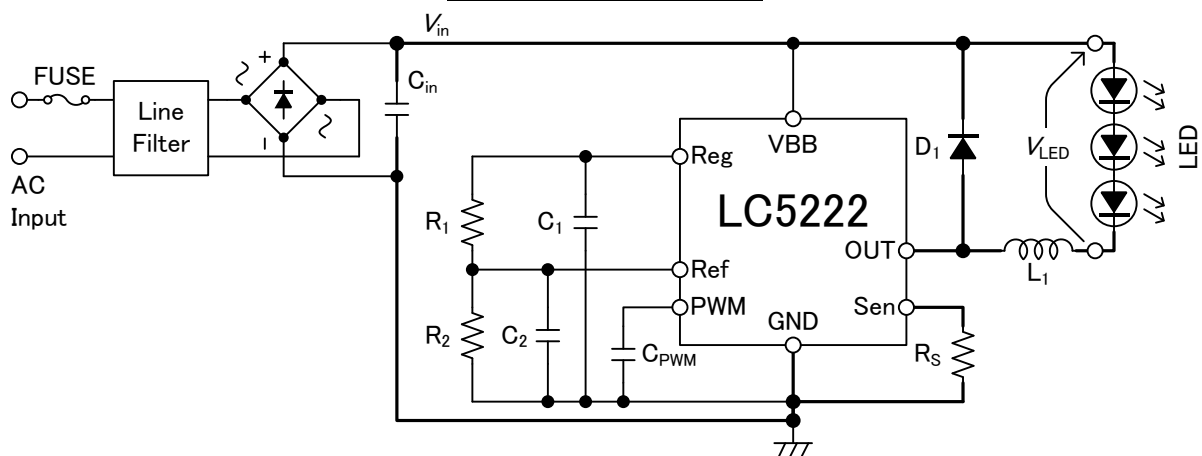 Vin
FUSE
Line
Filter
AC
Input
+
−
Cin
R1
R2
C1
C2
CPWM
Reg
Ref
PWM
VBB
LC5222
GND
OUT
Sen
D1
L1
RS
VLED
LED